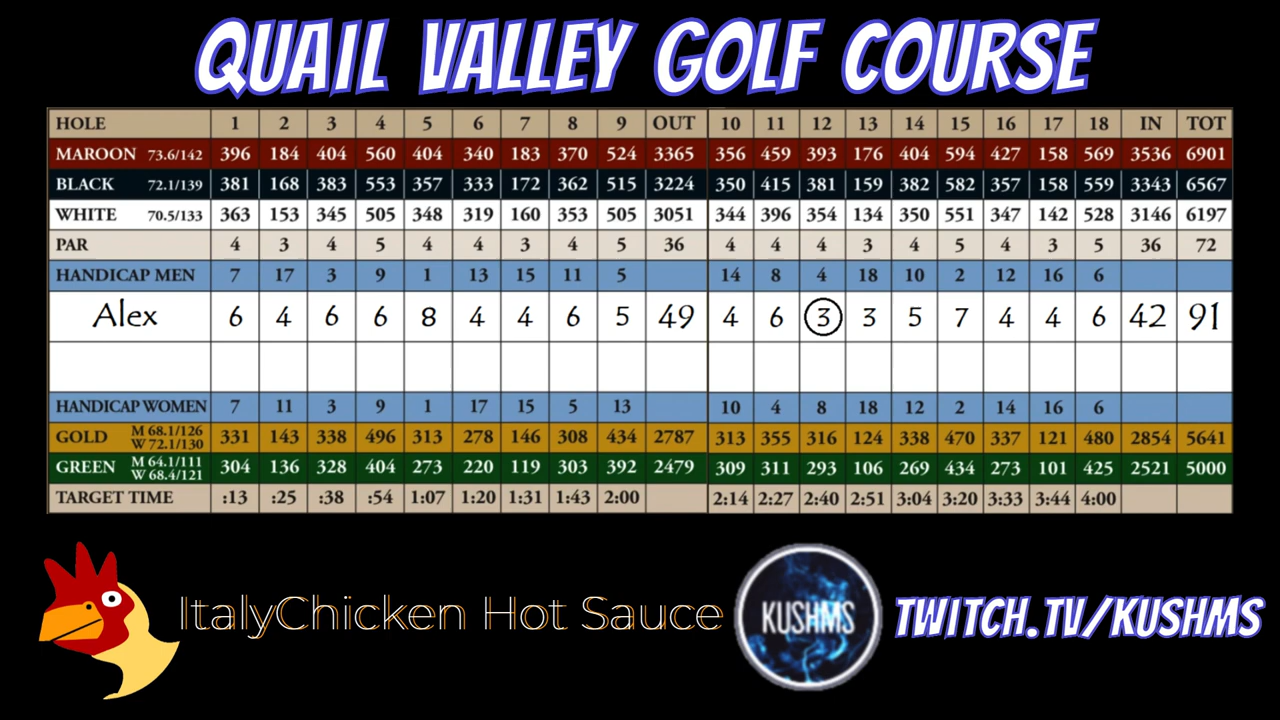 QUAIL VALLEY GOLF COURSE
HOLE 1 2 3 4 5 6 7 8 9 OUT 10 11 12 13 14 15 16 17 18 IN TOT
MAROON 73.6/142 396 184 404 560 404 340 183 370 524 3365 356 459 393 176 404 594 427 158 569 3536 6901
BLACK 72.1/139 381 168 383 553 357 333 172 362 515 3224 350 415 381 159 382 582 357 158 559 3343 6567
WHITE 70.5/133 363 153 345 505 348 319 160 353 505 3051 344 396 354 134 350 551 347 142 528 3146 6197
PAR 4 3 4 5 4 4 3 4 5 36 4 4 4 3 4 5 4 3 5 36 72
HANDICAP MEN 7 17 3 9 1 13 15 11 5 14 8 4 18 10 2 12 16 6
Alex 6 4 6 6 8 4 4 6 5 49 4 6 3 3 5 7 4 4 6 42 91
HANDICAP WOMEN 7 11 3 9 1 17 15 5 13 10 4 8 18 12 2 14 16 6
GOLD M 68.1/126 W 72.1/130 331 143 338 496 313 278 146 308 434 2787 313 355 316 124 338 470 337 121 480 2854 5641
GREEN M 64.1/111 W 68.4/121 304 136 328 404 273 220 119 303 392 2479 309 311 293 106 269 434 273 101 425 2521 5000
TARGET TIME :13 :25 :38 :54 1:07 1:20 1:31 1:43 2:00 2:14 2:27 2:40 2:51 3:04 3:20 3:33 3:44 4:00
ItalyChicken Hot Sauce
KUSHMS
TWITCH.TV/KUSHMS